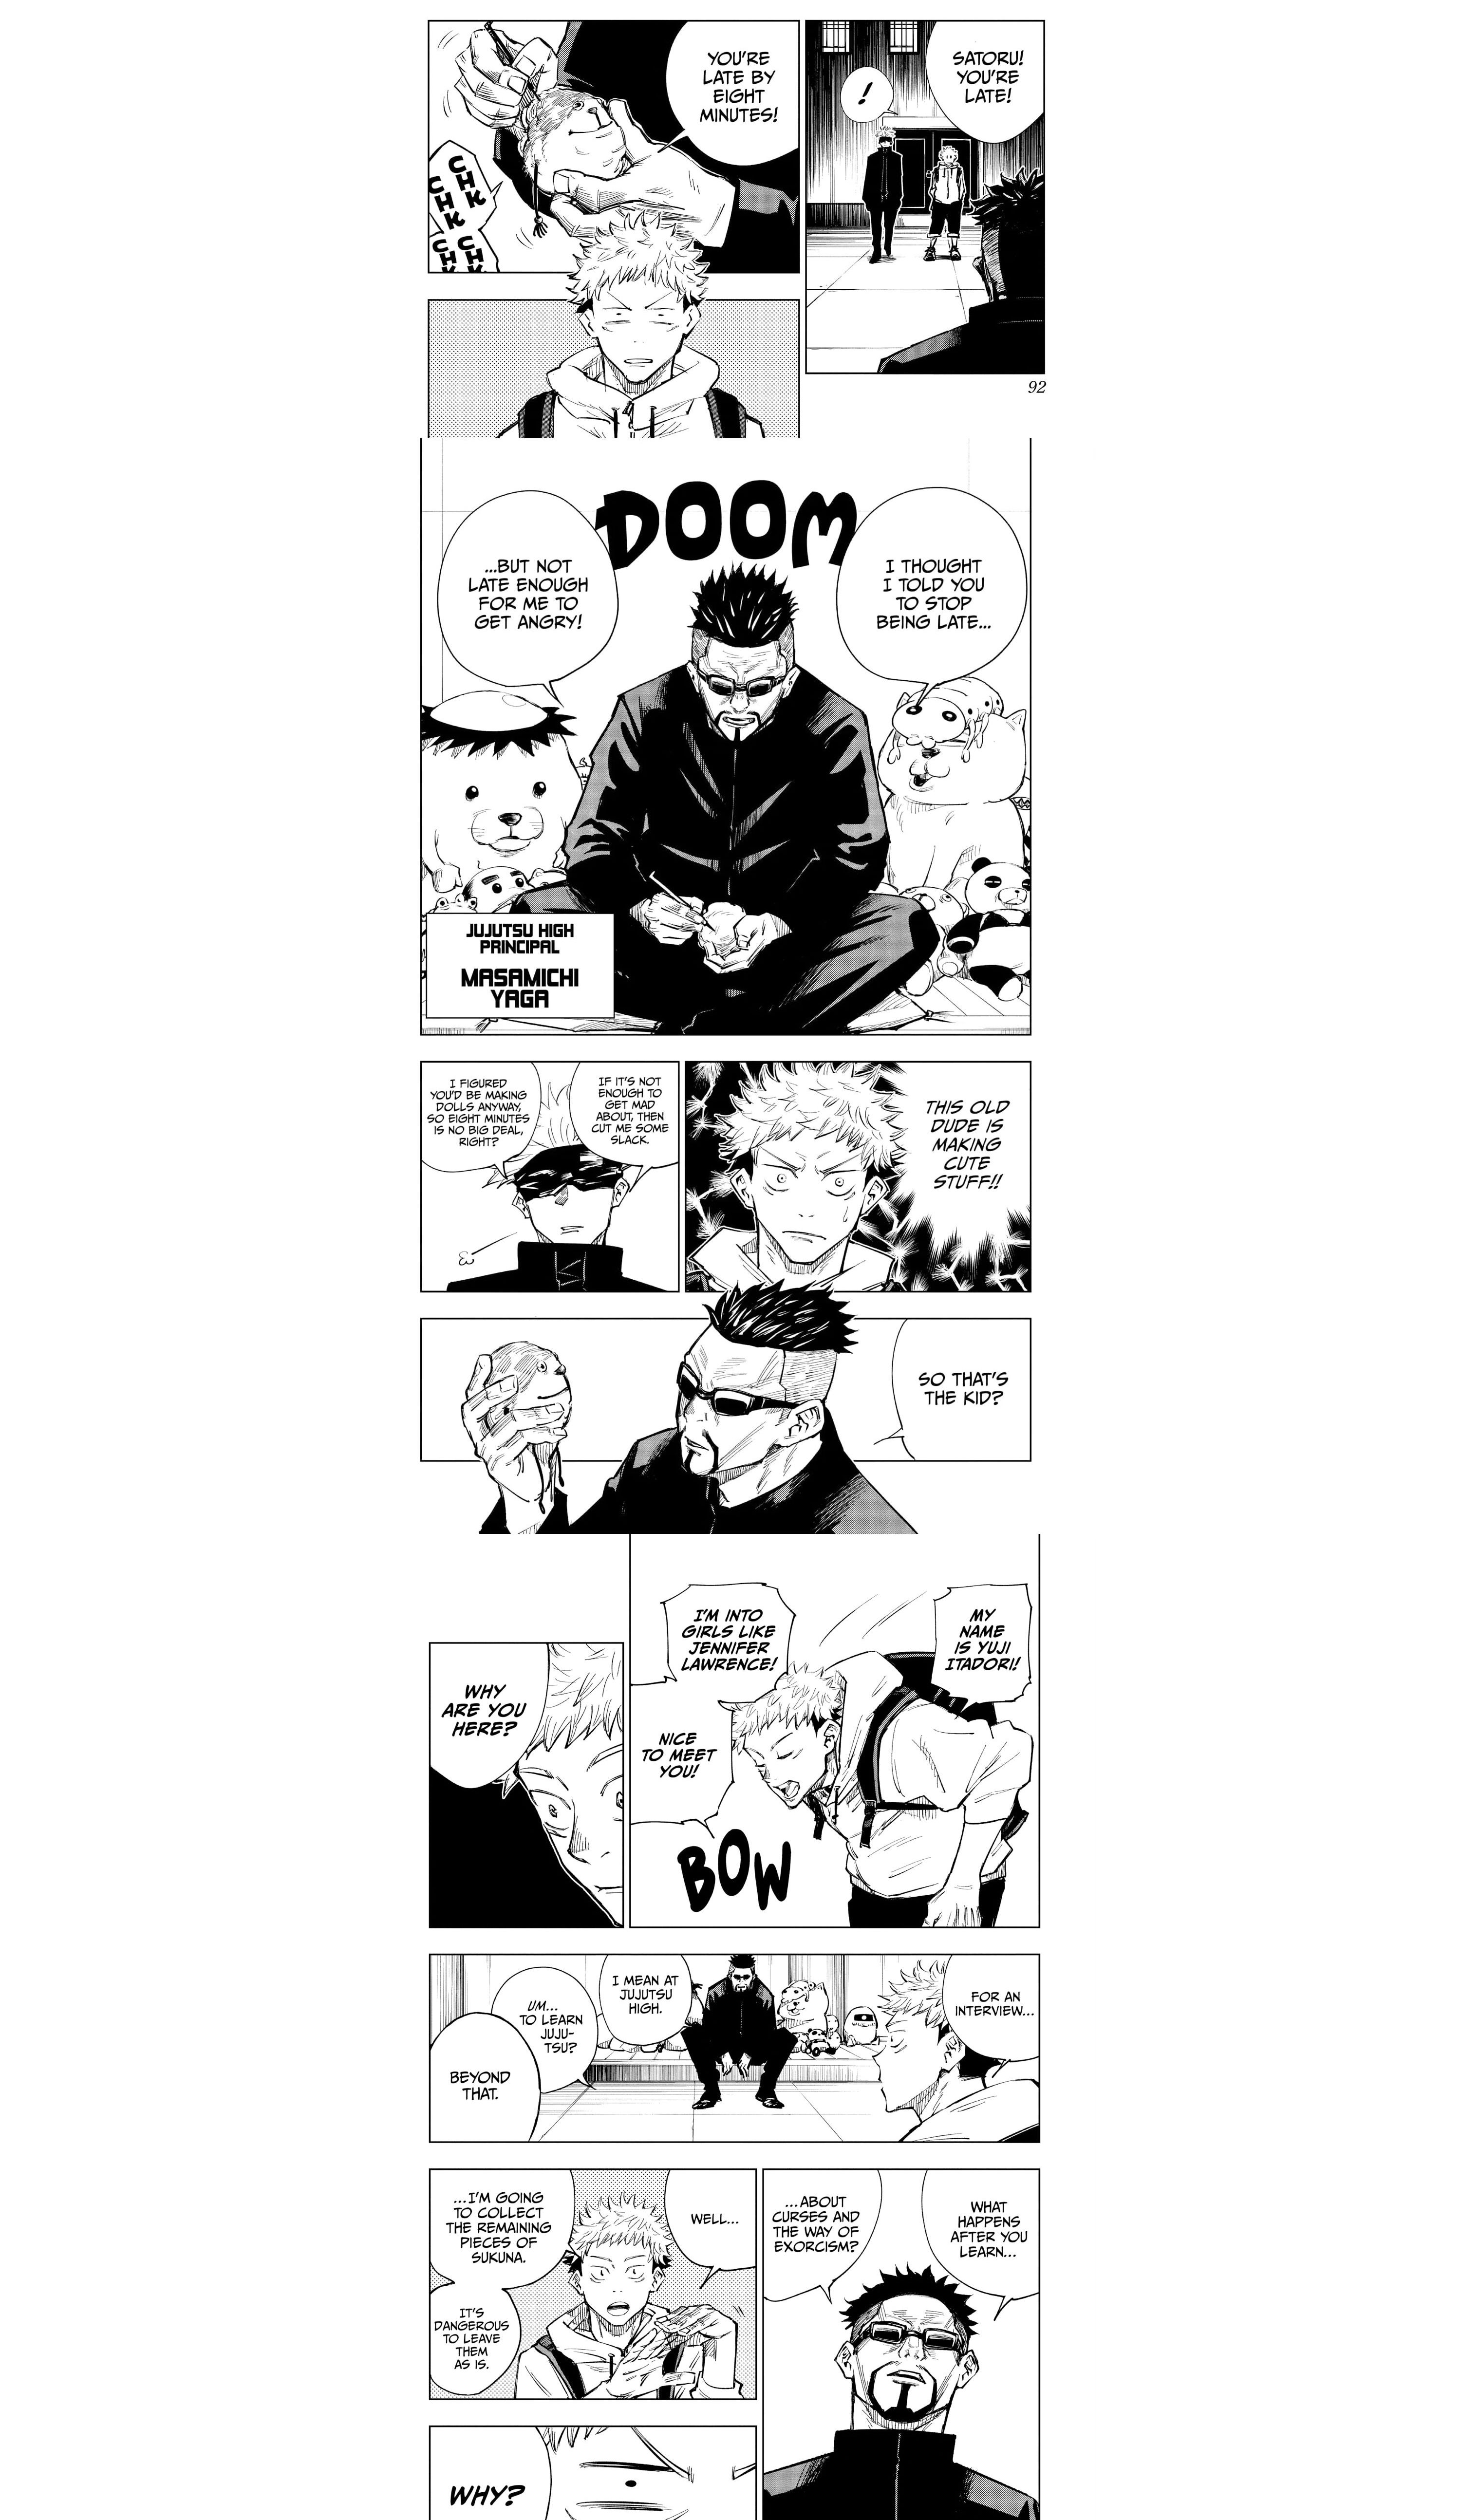 SATORU!
YOU'RE
LATE!
!
YOU'RE
LATE BY
EIGHT
MINUTES!
CHK
CHK
CHK
CHK
92
I THOUGHT
I TOLD YOU
TO STOP
BEING LATE...
DOOM
...BUT NOT
LATE ENOUGH
FOR ME TO
GET ANGRY!
JUJUTSU HIGH
PRINCIPAL
MASAMICHI
YAGA
THIS OLD
DUDE IS
MAKING
CUTE
STUFF!!
IF IT'S NOT
ENOUGH TO
GET MAD
ABOUT, THEN
CUT ME SOME
SLACK.
I FIGURED
YOU'D BE MAKING
DOLLS ANYWAY,
SO EIGHT MINUTES
IS NO BIG DEAL,
RIGHT?
SO THAT'S
THE KID?
MY
NAME
IS YUJI
ITADORI!
I'M INTO
GIRLS LIKE
JENNIFER
LAWRENCE!
NICE
TO MEET
YOU!
BOW
WHY
ARE YOU
HERE?
FOR AN
INTERVIEW...
I MEAN AT
JUJUTSU
HIGH.
UM...
TO LEARN
JUJU-
TSU?
BEYOND
THAT.
WHAT
HAPPENS
AFTER YOU
LEARN...
...ABOUT
CURSES AND
THE WAY OF
EXORCISM?
WELL...
...I'M GOING
TO COLLECT
THE REMAINING
PIECES OF
SUKUNA.
IT'S
DANGEROUS
TO LEAVE
THEM
AS IS.
WHY?